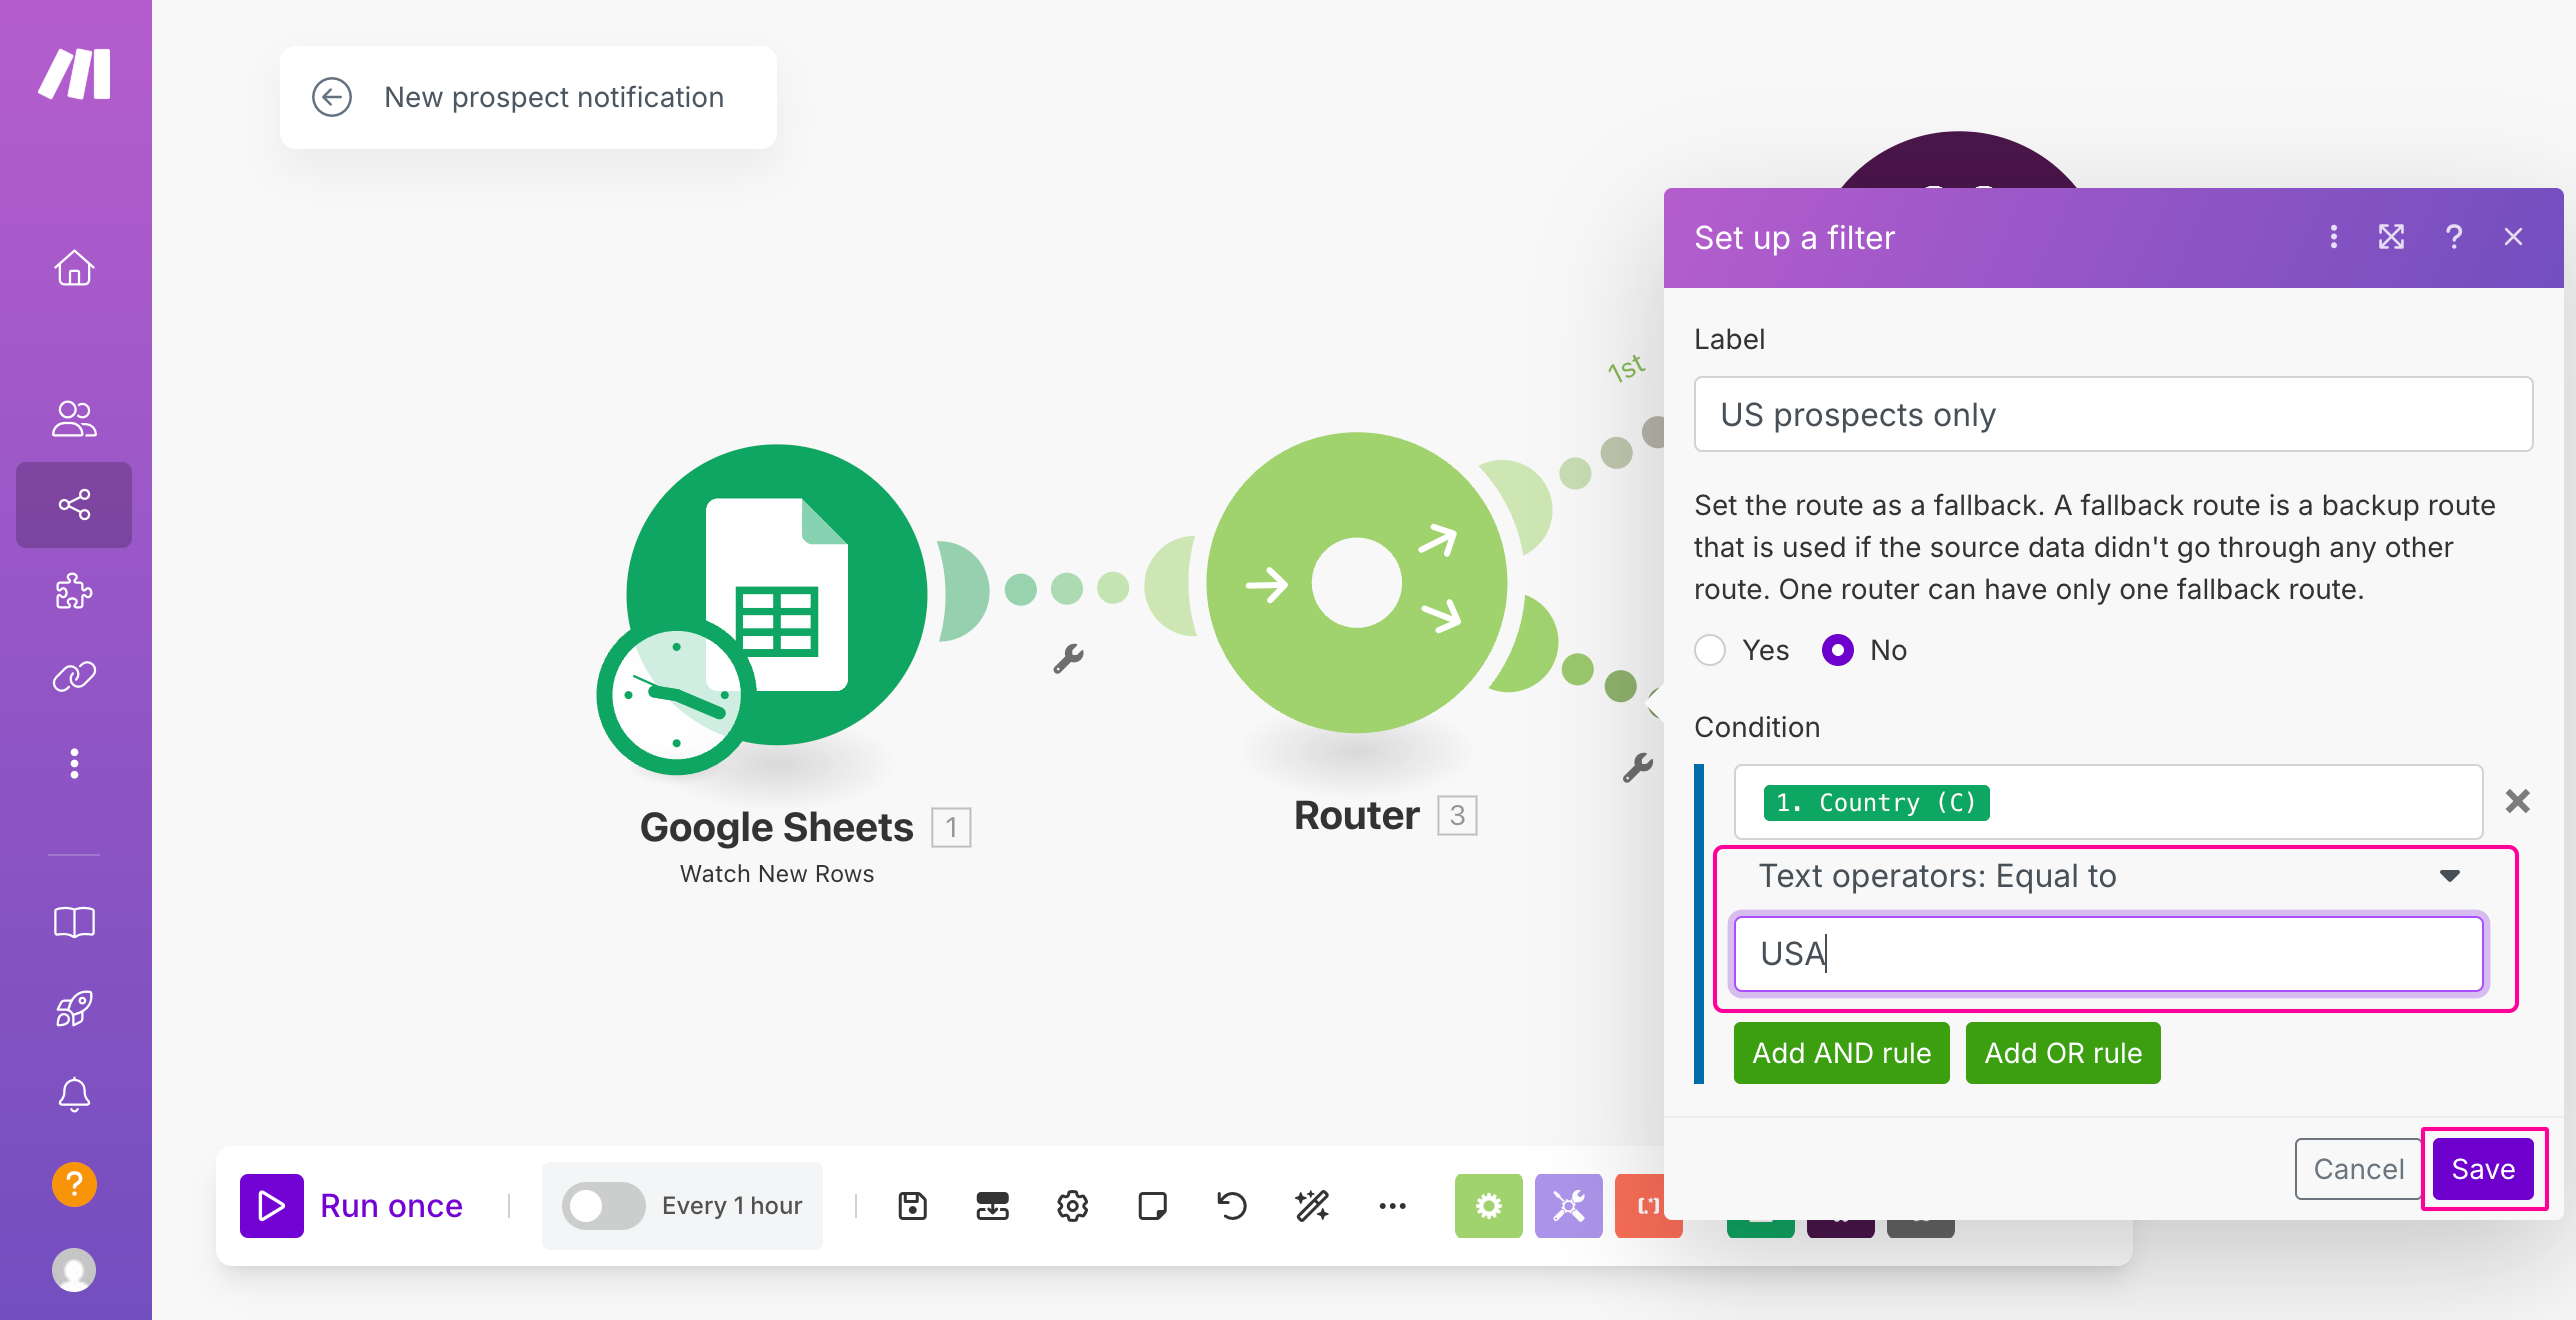 New prospect notification
Set up a filter
Label
1st
US prospects only
Set the route as a fallback. A fallback route is a backup route
that is used if the source data didn't go through any other
route. One router can have only one fallback route.
Yes
No
Condition
1. Country (C)
Text operators: Equal to
USA
Add AND rule
Add OR rule
Google Sheets 1
Watch New Rows
Router 3
Cancel
Save
Run once
Every 1 hour